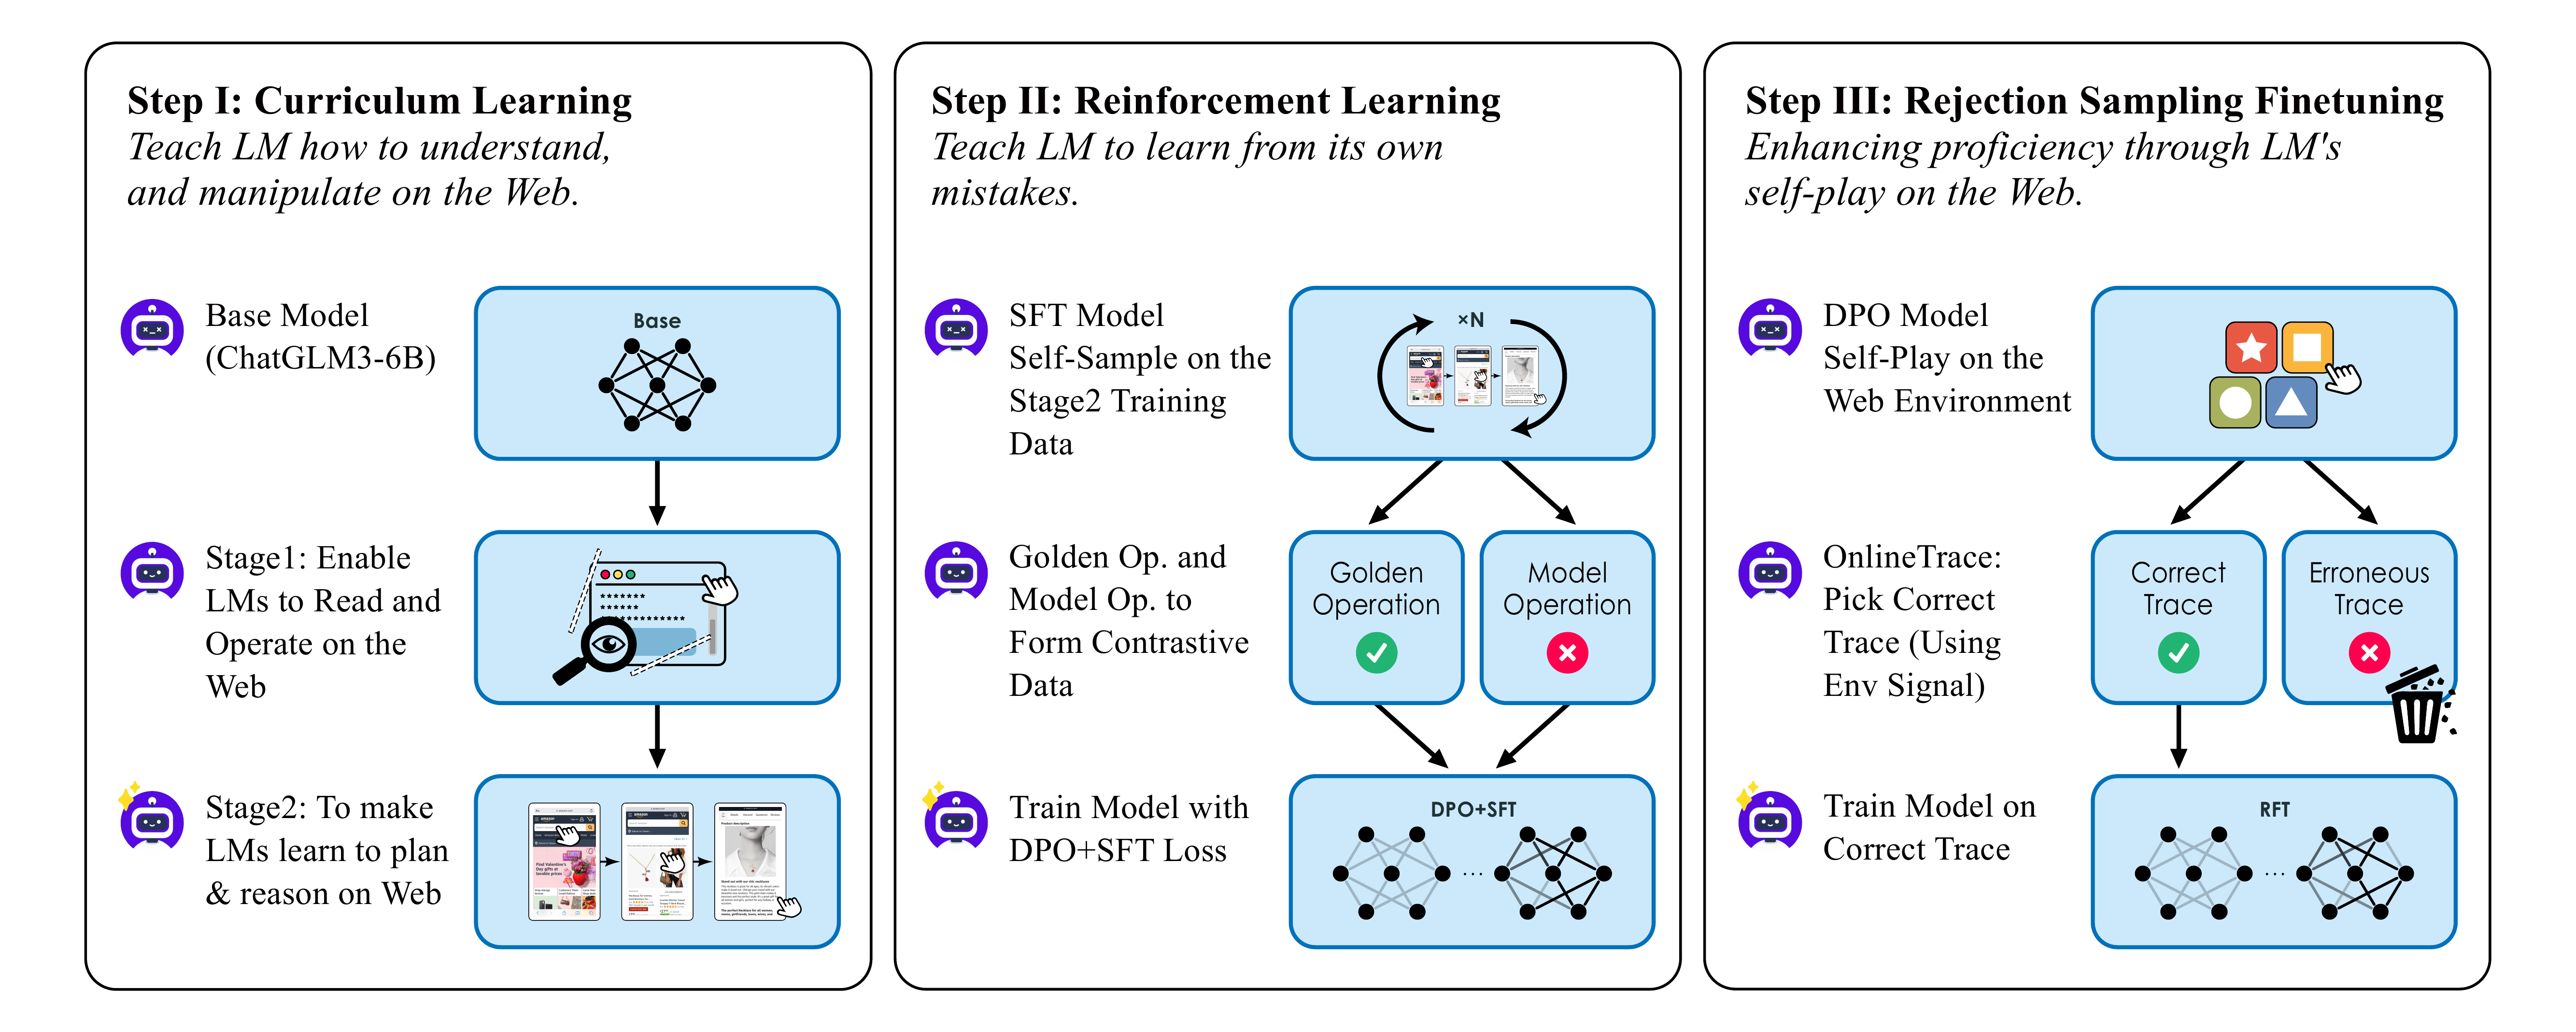 Step I: Curriculum Learning
Teach LM how to understand,
and manipulate on the Web.
Base Model
(ChatGLM3-6B)
Base
Stage1: Enable
LMs to Read and
Operate on the
Web
Stage2: To make
LMs learn to plan
& reason on Web
Step II: Reinforcement Learning
Teach LM to learn from its own
mistakes.
SFT Model
Self-Sample on the
Stage2 Training
Data
×N
Golden Op. and
Model Op. to
Form Contrastive
Data
Golden
Operation
Model
Operation
Train Model with
DPO+SFT Loss
DPO+SFT
...
Step III: Rejection Sampling Finetuning
Enhancing proficiency through LM's
self-play on the Web.
DPO Model
Self-Play on the
Web Environment
OnlineTrace:
Pick Correct
Trace (Using
Env Signal)
Correct
Trace
Erroneous
Trace
Train Model on
Correct Trace
RFT
...